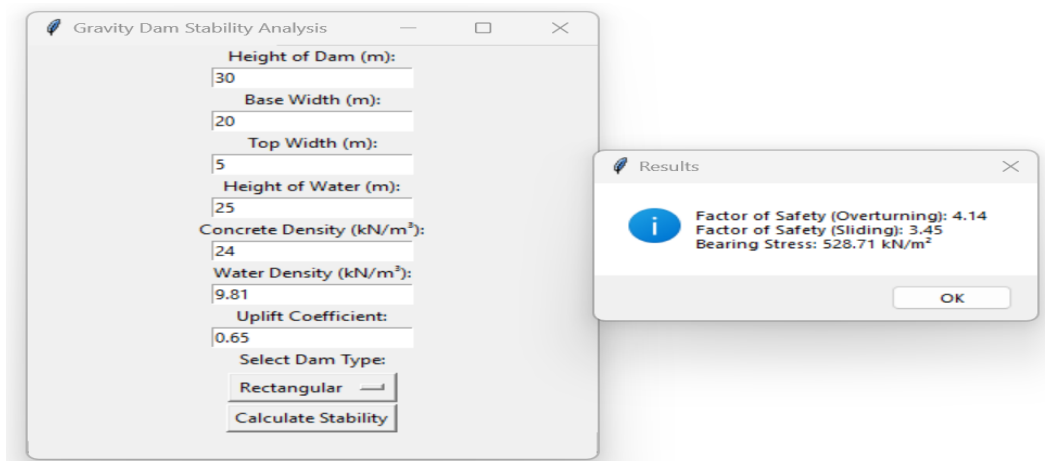 Gravity Dam Stability Analysis
Height of Dam (m):
30
Base Width (m):
20
Top Width (m):
5
Height of Water (m):
25
Concrete Density (kN/m³):
24
Water Density (kN/m³):
9.81
Uplift Coefficient:
0.65
Select Dam Type:
Rectangular
Calculate Stability
Results
Factor of Safety (Overturning): 4.14
Factor of Safety (Sliding): 3.45
Bearing Stress: 528.71 kN/m²
OK